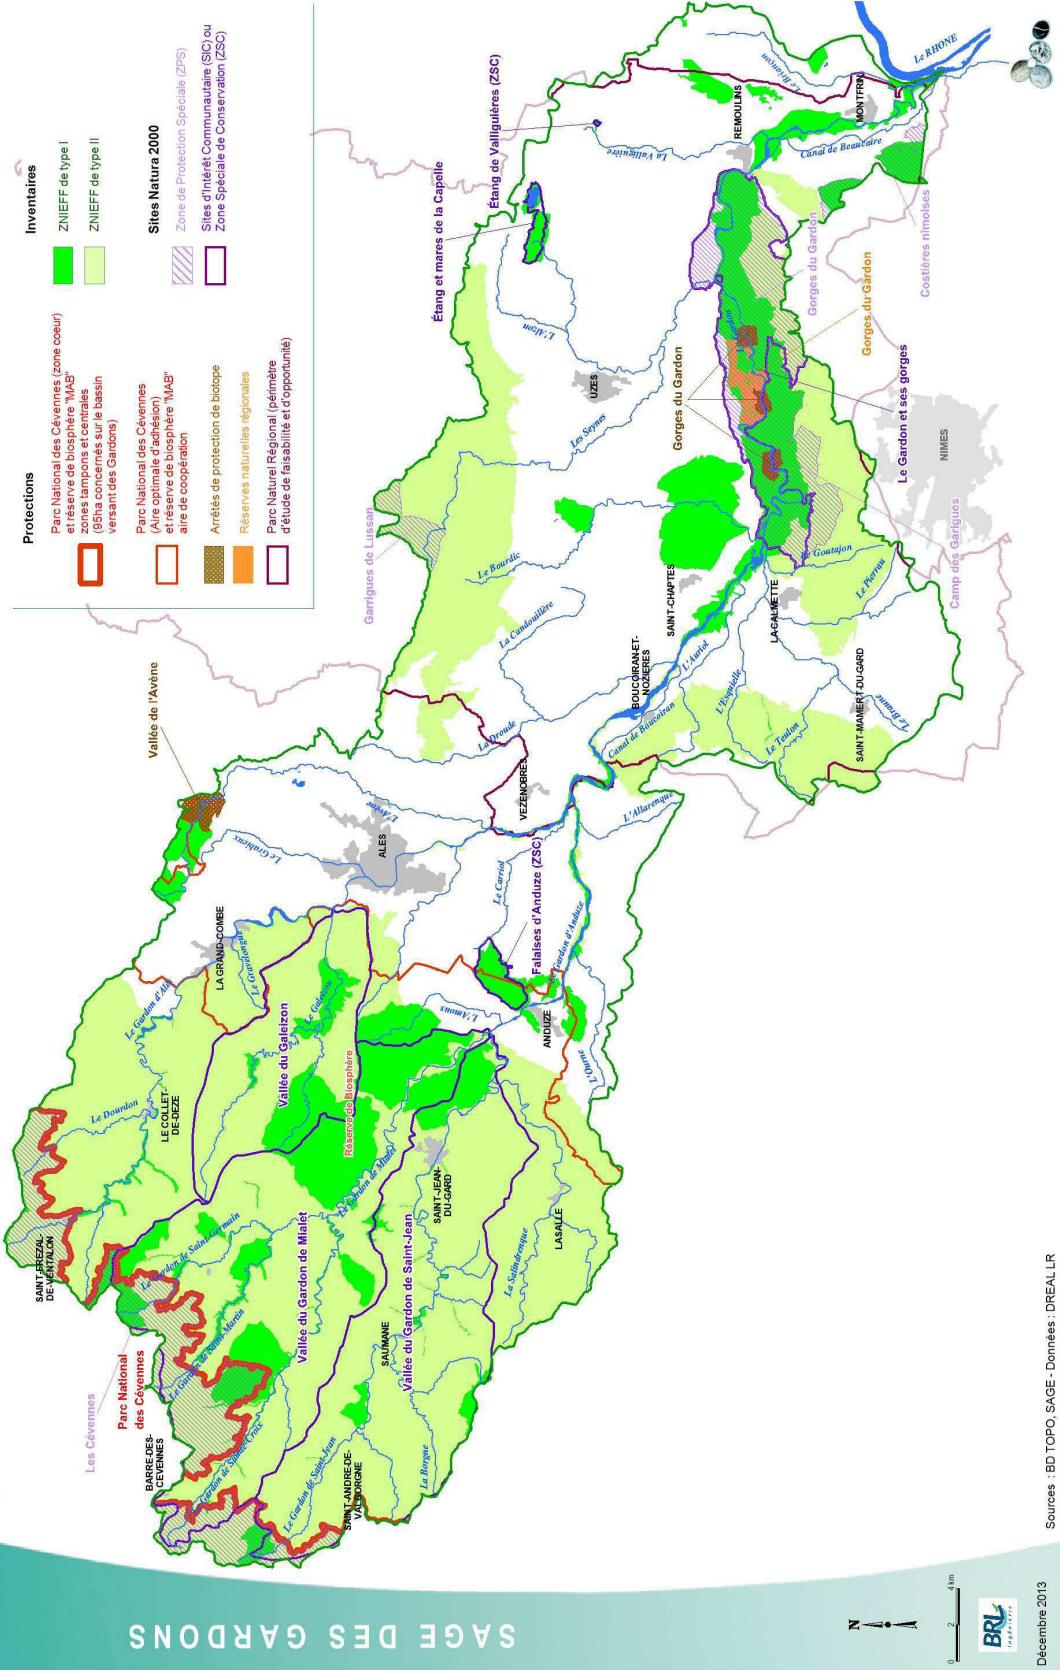 SAGE DES GARDONS
Protections
Parc National des Cévennes (zone coeur)
et réserve de biosphère "MAB"
zones tampons et centrales
(95ha concernés sur le bassin
versant des Gardons)
Parc National des Cévennes
(Aire optimale d'adhésion)
et réserve de biosphère "MAB"
aire de coopération
Arrêtés de protection de biotope
Réserves naturelles régionales
Parc Naturel Régional (périmètre
d'étude de faisabilité et d'opportunité)
Inventaires
ZNIEFF de type I
ZNIEFF de type II
Sites Natura 2000
Zone de Protection Spéciale (ZPS)
Sites d'Intérêt Communautaire (SIC) ou
Zone Spéciale de Conservation (ZSC)
Les Cévennes
Parc National
des Cévennes
BARRE-DES-
CEVENNES
SAINT-FREZAL-
DE-VENTALON
Le Dourdon
LE COLLET-
DE-DEZE
Le Gardon d'Alès
LA GRAND-COMBE
Le Gravelongue
Vallée de l'Avène
Le Grabieux
L'Avène
ALES
Vallée du Galeizon
Le Galeizon
Réserve de Biosphère
Le Gardon de Saint-Germain
Le Gardon de Saint-Martin
Le Gardon de Sainte-Croix
Vallée du Gardon de Mialet
Le Gardon de Mialet
Le Gardon de Saint-Jean
SAINT-ANDRE-DE-
VALBORGNE
SAUMANE
Vallée du Gardon de Saint-Jean
La Borgne
SAINT-JEAN-
DU-GARD
La Salindrenque
LASALLE
L'Amous
ANDUZE
L'Ourne
Le Gardon d'Anduze
Falaises d'Anduze (ZSC)
Le Carriol
VEZENOBRES
La Droude
L'Allarenque
Garrigues de Lussan
La Candouillère
Le Bourdic
BOUCOIRAN-ET-
NOZIERES
Canal de Boucoiran
L'Auriol
SAINT-CHAPTES
L'Esquielle
Le Teulon
SAINT-MAMERT-DU-GARD
Le Braune
LA CALMETTE
Le Goutajon
Le Pierrau
Camp des Garigues
Les Seynes
UZES
L'Alzon
Étang et mares de la Capelle
Étang de Valliguières (ZSC)
La Valliguière
Gorges du Gardon
Le Gardon
Le Gardon et ses gorges
Gorges du Gardon
Gorges du Gardon
NIMES
Costières nîmoises
REMOULINS
Canal de Beaucaire
MONTFRIN
Le Briançon
Le RHONE
N
0 2 4 km
BRL
Ingénierie
Décembre 2013
Sources : BD TOPO, SAGE - Données : DREAL LR